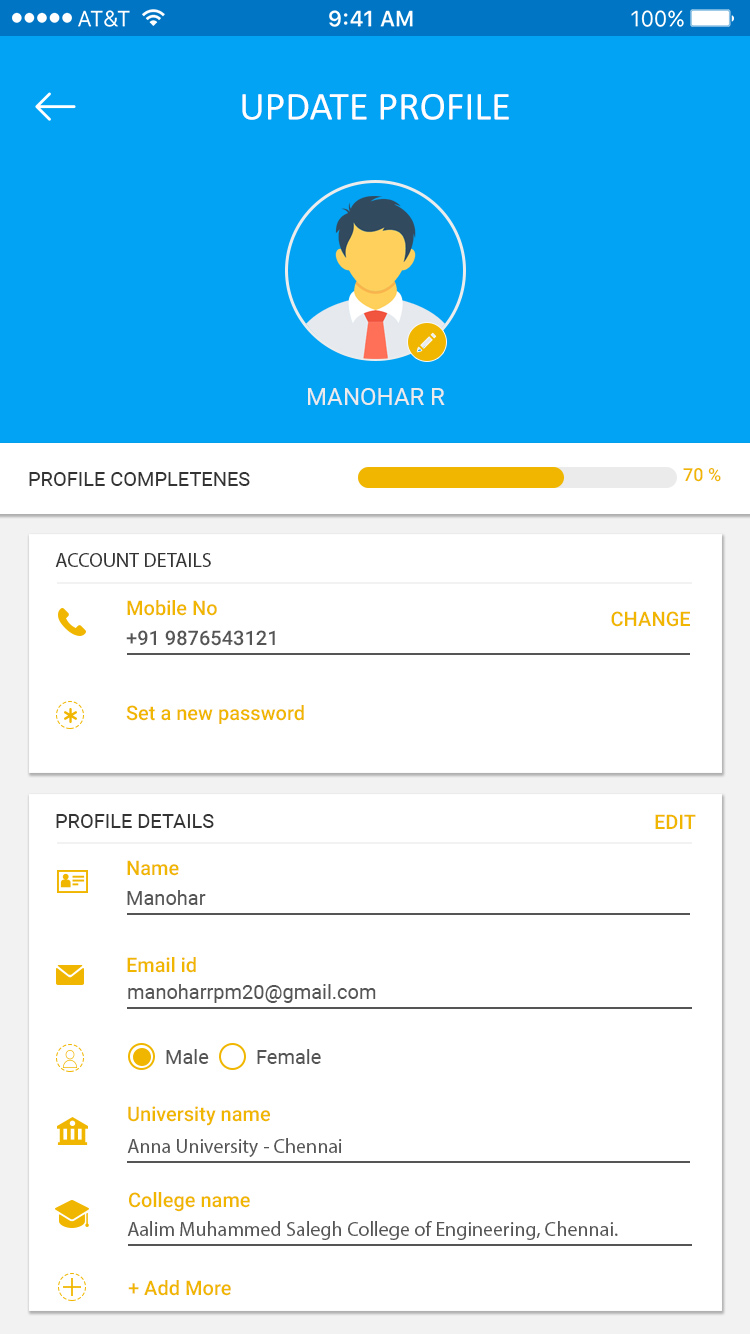 AT&T 9:41 AM 100%
UPDATE PROFILE
MANOHAR R
PROFILE COMPLETENES 70 %
ACCOUNT DETAILS
Mobile No
CHANGE
+91 9876543121
Set a new password
PROFILE DETAILS EDIT
Name
Manohar
Email id
manoharrpm20@gmail.com
Male Female
University name
Anna University - Chennai
College name
Aalim Muhammed Salegh College of Engineering, Chennai.
+ Add More